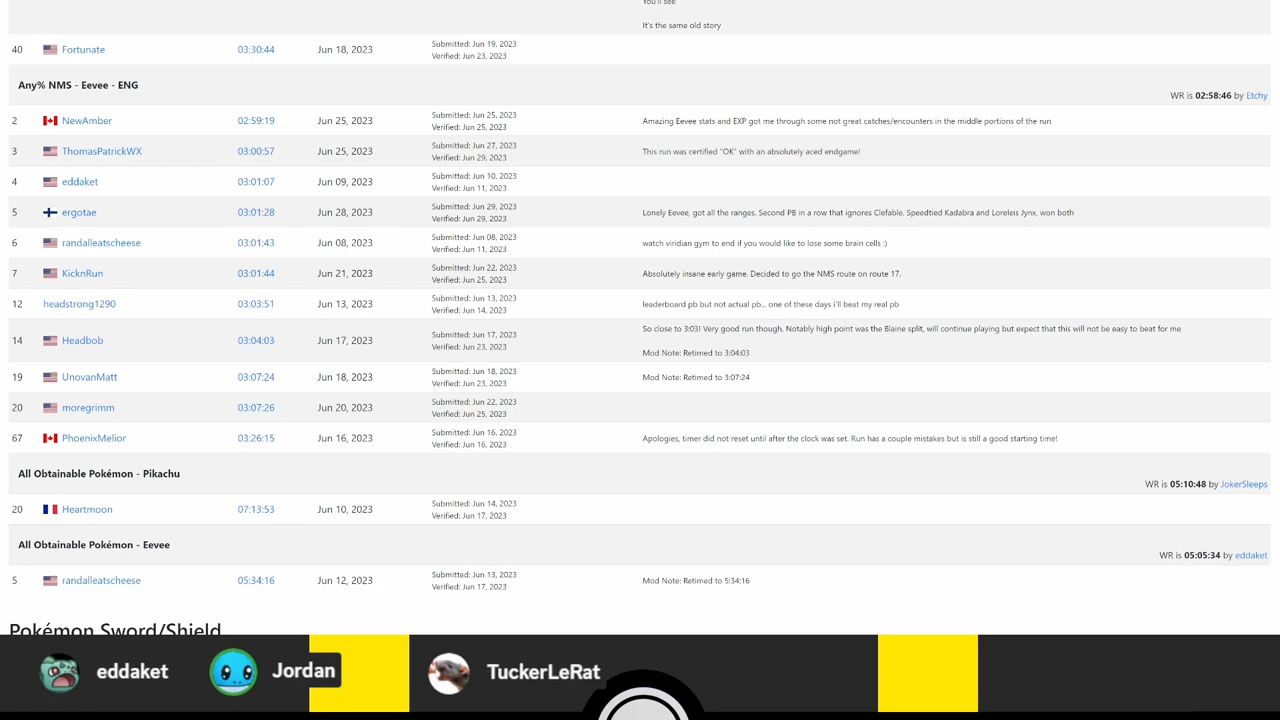 You'll see
It's the same old story
40 Fortunate 03:30:44 Jun 18, 2023 Submitted: Jun 19, 2023
Verified: Jun 23, 2023
Any% NMS - Eevee - ENG
WR is 02:58:46 by Etchy
2 NewAmber 02:59:19 Jun 25, 2023 Submitted: Jun 25, 2023 Amazing Eevee stats and EXP got me through some not great catches/encounters in the middle portions of the run
Verified: Jun 25, 2023
3 ThomasPatrickWX 03:00:57 Jun 25, 2023 Submitted: Jun 27, 2023 This run was certified "OK" with an absolutely aced endgame!
Verified: Jun 29, 2023
4 eddaket 03:01:07 Jun 09, 2023 Submitted: Jun 10, 2023
Verified: Jun 11, 2023
5 ergotae 03:01:28 Jun 28, 2023 Submitted: Jun 29, 2023 Lonely Eevee, got all the ranges. Second PB in a row that ignores Clefable. Speedtied Kadabra and Loreleis Jynx, won both
Verified: Jun 29, 2023
6 randalleatscheese 03:01:43 Jun 08, 2023 Submitted: Jun 08, 2023 watch viridian gym to end if you would like to lose some brain cells :)
Verified: Jun 11, 2023
7 KicknRun 03:01:44 Jun 21, 2023 Submitted: Jun 22, 2023 Absolutely insane early game. Decided to go the NMS route on route 17.
Verified: Jun 25, 2023
12 headstrong1290 03:03:51 Jun 13, 2023 Submitted: Jun 13, 2023 leaderboard pb but not actual pb... one of these days i'll beat my real pb
Verified: Jun 14, 2023
14 Headbob 03:04:03 Jun 17, 2023 Submitted: Jun 17, 2023 So close to 3:03! Very good run though. Notably high point was the Blaine split, will continue playing but expect that this will not be easy to beat for me
Verified: Jun 23, 2023 Mod Note: Retimed to 3:04:03
19 UnovanMatt 03:07:24 Jun 18, 2023 Submitted: Jun 18, 2023 Mod Note: Retimed to 3:07:24
Verified: Jun 23, 2023
20 moregrimm 03:07:26 Jun 20, 2023 Submitted: Jun 22, 2023
Verified: Jun 25, 2023
67 PhoenixMelior 03:26:15 Jun 16, 2023 Submitted: Jun 16, 2023 Apologies, timer did not reset until after the clock was set. Run has a couple mistakes but is still a good starting time!
Verified: Jun 16, 2023
All Obtainable Pokémon - Pikachu
WR is 05:10:48 by JokerSleeps
20 Heartmoon 07:13:53 Jun 10, 2023 Submitted: Jun 14, 2023
Verified: Jun 17, 2023
All Obtainable Pokémon - Eevee
WR is 05:05:34 by eddaket
5 randalleatscheese 05:34:16 Jun 12, 2023 Submitted: Jun 13, 2023 Mod Note: Retimed to 5:34:16
Verified: Jun 17, 2023
Pokémon Sword/Shield
eddaket Jordan TuckerLeRat